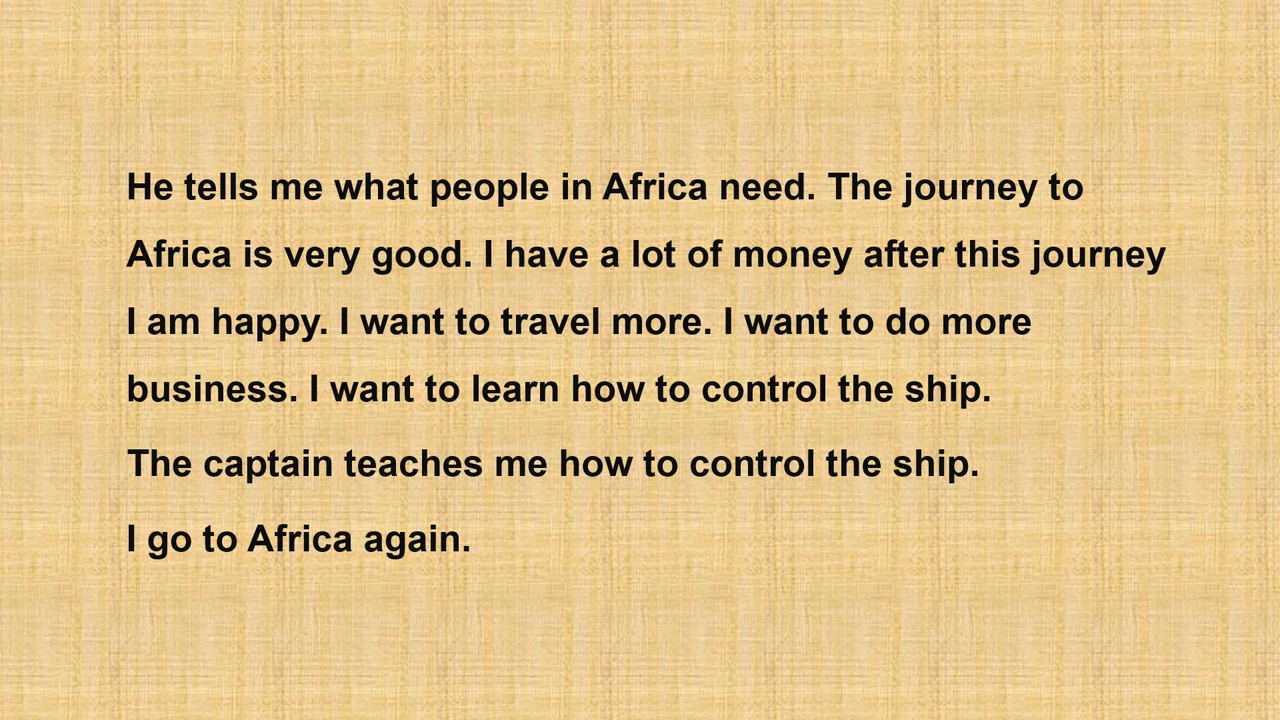 He tells me what people in Africa need. The journey to
Africa is very good. I have a lot of money after this journey
I am happy. I want to travel more. I want to do more
business. I want to learn how to control the ship.
The captain teaches me how to control the ship.
I go to Africa again.